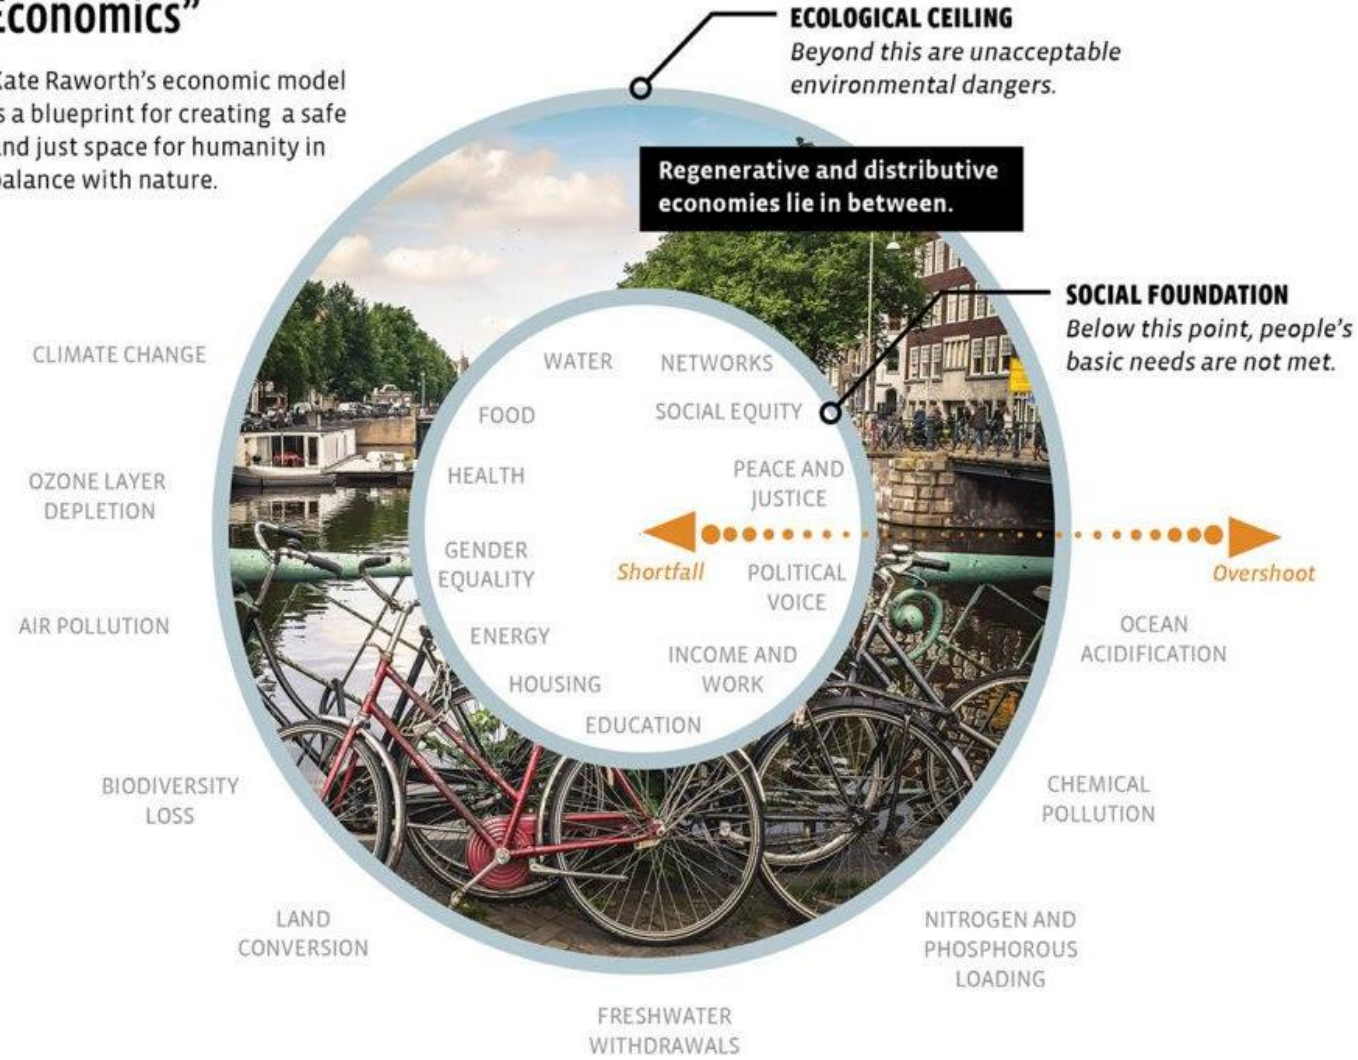 Economics”
Kate Raworth’s economic model
is a blueprint for creating a safe
and just space for humanity in
balance with nature.
ECOLOGICAL CEILING
Beyond this are unacceptable
environmental dangers.
Regenerative and distributive
economies lie in between.
SOCIAL FOUNDATION
Below this point, people’s
basic needs are not met.
CLIMATE CHANGE
OZONE LAYER
DEPLETION
AIR POLLUTION
BIODIVERSITY
LOSS
LAND
CONVERSION
FRESHWATER
WITHDRAWALS
NITROGEN AND
PHOSPHOROUS
LOADING
CHEMICAL
POLLUTION
OCEAN
ACIDIFICATION
WATER
NETWORKS
FOOD
SOCIAL EQUITY
HEALTH
PEACE AND
JUSTICE
GENDER
EQUALITY
Shortfall
POLITICAL
VOICE
Overshoot
ENERGY
INCOME AND
WORK
HOUSING
EDUCATION